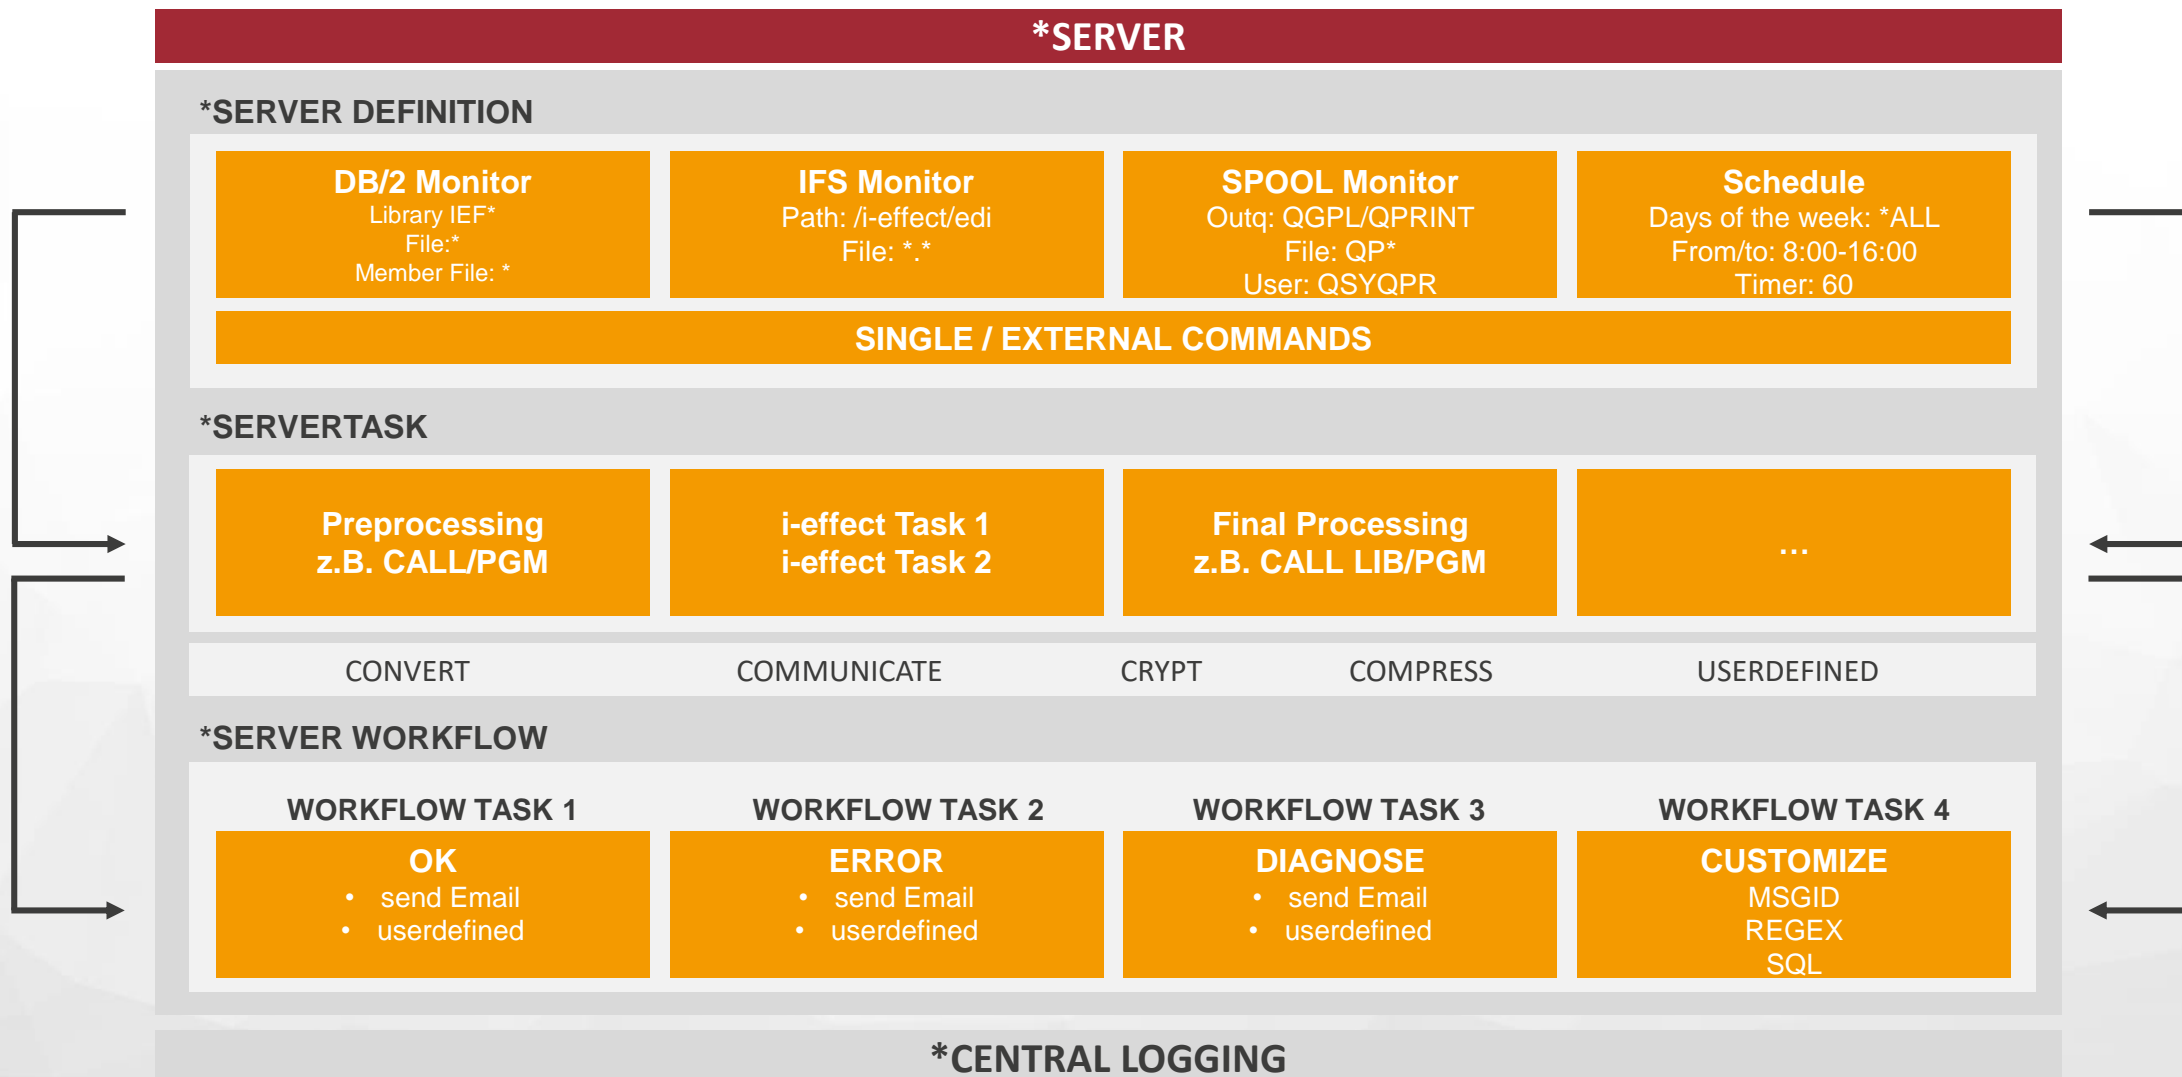 *SERVER
*SERVER DEFINITION
DB/2 Monitor
Library IEF*
File:*
Member File: *
IFS Monitor
Path: /i-effect/edi
File: *.*
SPOOL Monitor
Outq: QGPL/QPRINT
File: QP*
User: QSYQPR
Schedule
Days of the week: *ALL
From/to: 8:00-16:00
Timer: 60
SINGLE / EXTERNAL COMMANDS
*SERVERTASK
Preprocessing
z.B. CALL/PGM
i-effect Task 1
i-effect Task 2
Final Processing
z.B. CALL LIB/PGM
...
CONVERT COMMUNICATE CRYPT COMPRESS USERDEFINED
*SERVER WORKFLOW
WORKFLOW TASK 1
OK
• send Email
• userdefined
WORKFLOW TASK 2
ERROR
• send Email
• userdefined
WORKFLOW TASK 3
DIAGNOSE
• send Email
• userdefined
WORKFLOW TASK 4
CUSTOMIZE
MSGID
REGEX
SQL
*CENTRAL LOGGING